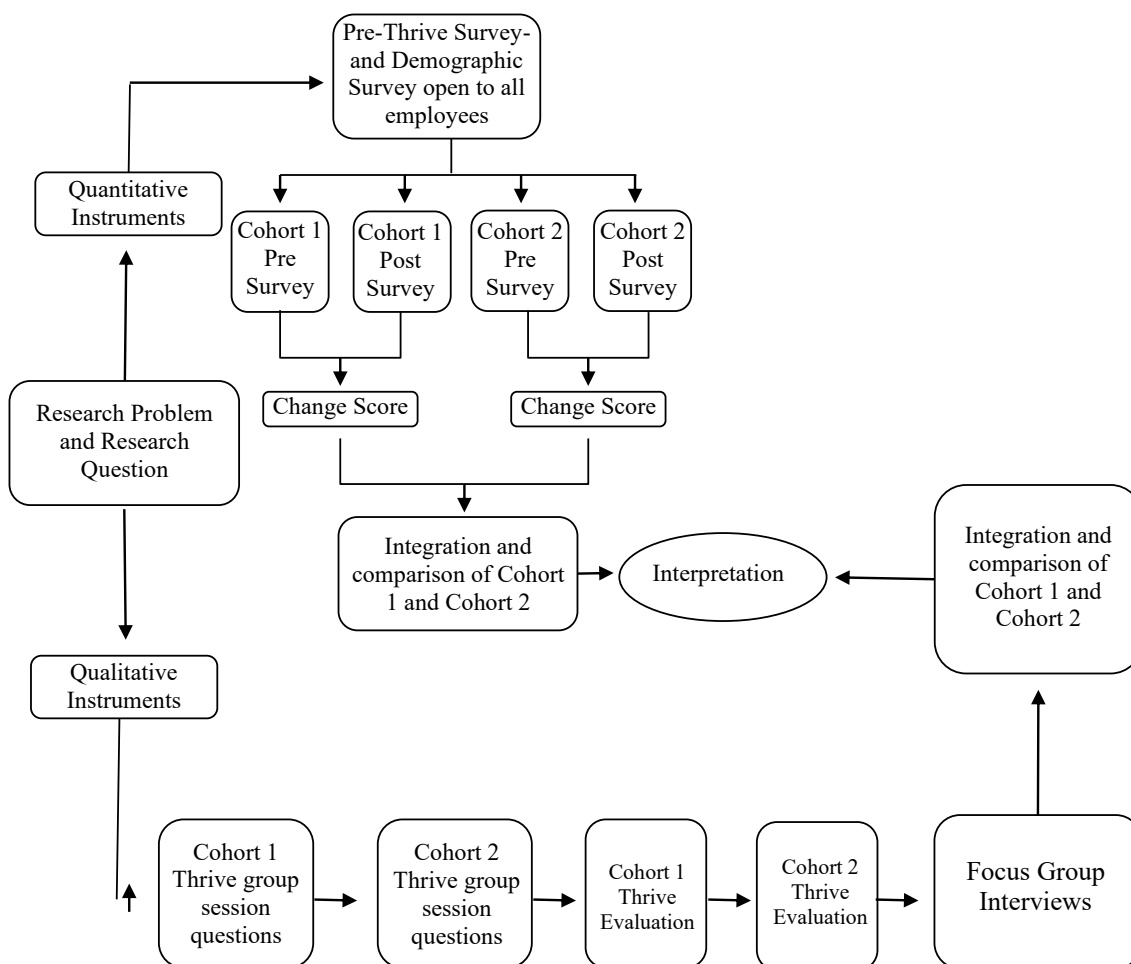 Pre-Thrive Survey-
and Demographic
Survey open to all
employees
Quantitative
Instruments
Cohort 1
Pre
Survey
Cohort 1
Post
Survey
Cohort 2
Pre
Survey
Cohort 2
Post
Survey
Research Problem
and Research
Question
Change Score
Change Score
Integration and
comparison of Cohort
1 and Cohort 2
Interpretation
Integration and
comparison of
Cohort 1 and
Cohort 2
Qualitative
Instruments
Cohort 1
Thrive group
session
questions
Cohort 2
Thrive group
session
questions
Cohort 1
Thrive
Evaluation
Cohort 2
Thrive
Evaluation
Focus Group
Interviews